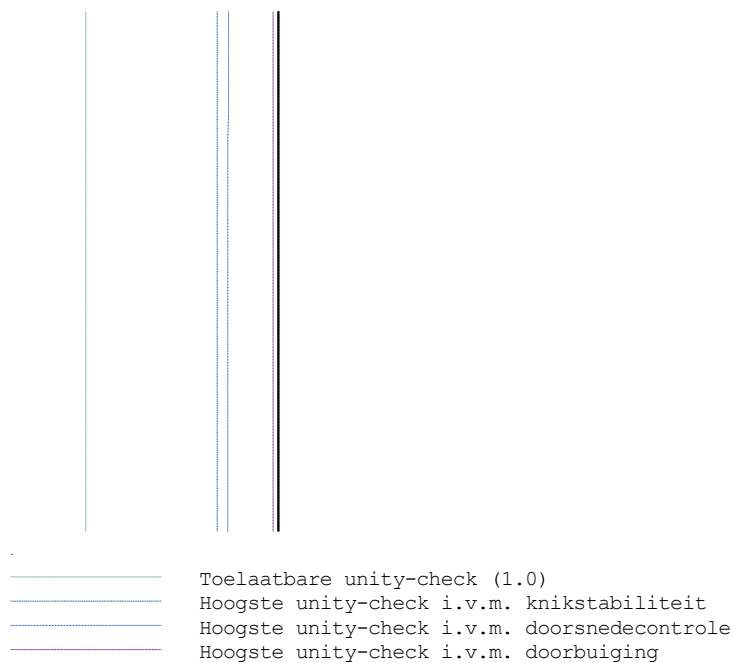 Toelaatbare unity-check (1.0)
Hoogste unity-check i.v.m. knikstabiliteit
Hoogste unity-check i.v.m. doorsnedecontrole
Hoogste unity-check i.v.m. doorbuiging